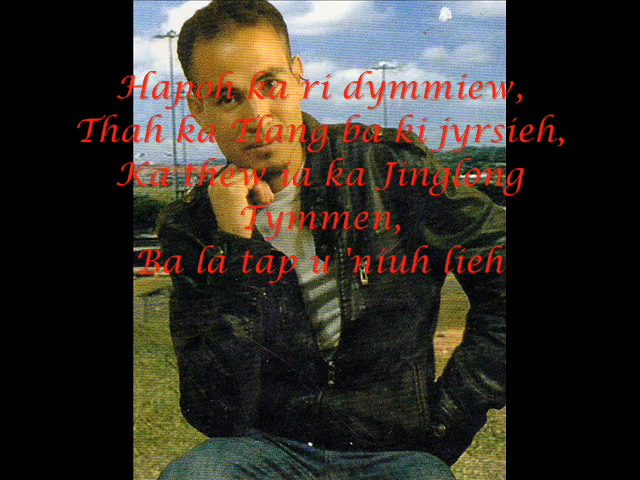 Hapoh ka ri dymmiew,
Thah ka Tlang ba ki jyrsieh,
Ka thew ia ka Jinglong
Tymmen,
Ba la tap u 'niuh lieh